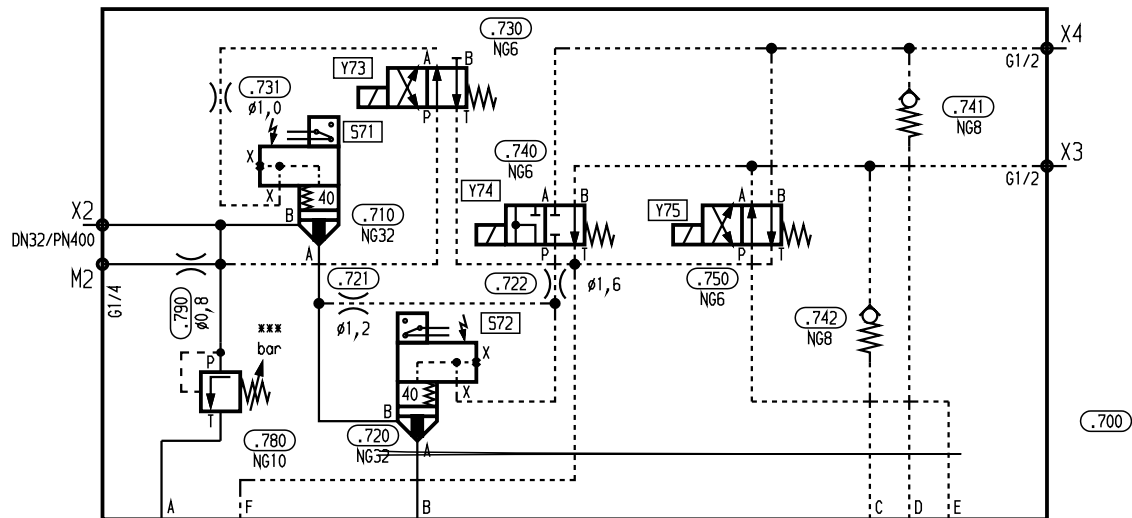 .730
NG6
X4
G1/2
Y73
A
B
P
T
.731
ø1,0
S71
X
X
40
B
A
.710
NG32
.740
NG6
Y74
A
B
P
T
.741
NG8
X3
G1/2
Y75
A
B
P
T
.750
NG6
X2
DN32/PN400
M2
G1/4
.721
ø1,2
.722
ø1,6
.790
ø0,8
***
bar
P
T
S72
X
X
40
B
A
.742
NG8
.720
NG32
.780
NG10
.700
A
F
B
C
D
E